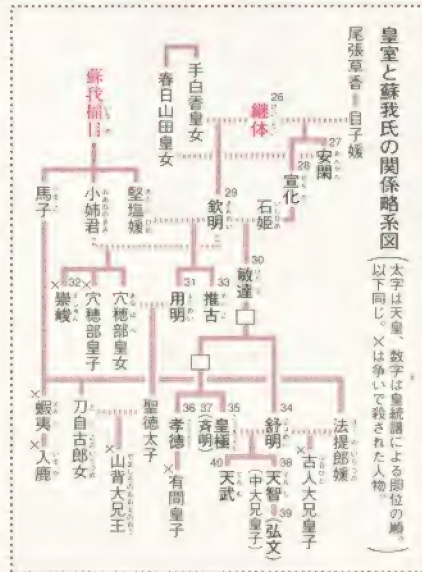 皇室と蘇我氏の関係略系図
(太字は天皇、数字は皇統譜による即位の順。
以下同じ。×は争いで殺された人物。)
尾張草香
目子媛
26 継体
手白香皇女
春日山田皇女
27 安閑
28 宣化
石姫
29 欽明
蘇我稲目
堅塩媛
小姉君
馬子
30 敏達
33 推古
31 用明
穴穂部皇女
×穴穂部皇子
×32 崇峻
法提郎媛
34 舒明
35 皇極
37 (斉明)
36 孝徳
聖徳太子
刀自古郎女
×蝦夷
×入鹿
×古人大兄皇子
38 天智
(中大兄皇子)
39 (弘文)
40 天武
×有間皇子
×山背大兄王